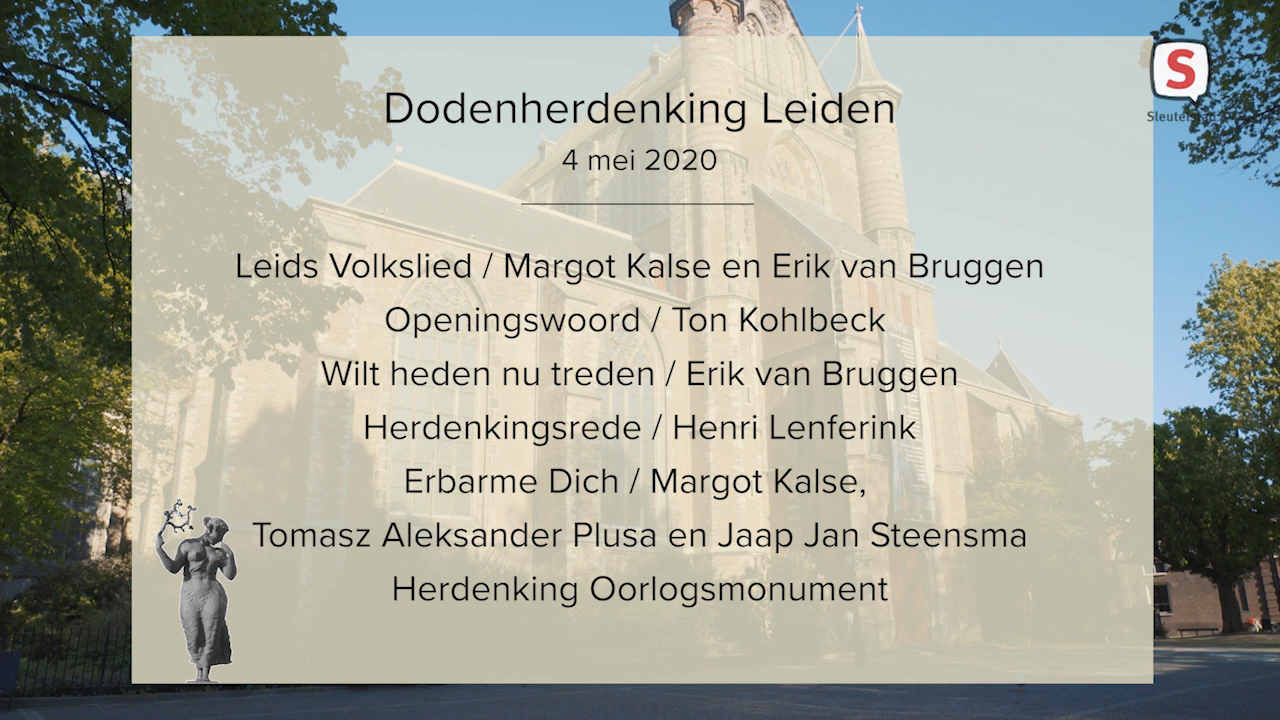 Dodenherdenking Leiden
4 mei 2020
Leids Volkslied / Margot Kalse en Erik van Bruggen
Openingswoord / Ton Kohlbeck
Wilt heden nu treden / Erik van Bruggen
Herdenkingsrede / Henri Lenferink
Erbarme Dich / Margot Kalse,
Tomasz Aleksander Plusa en Jaap Jan Steensma
Herdenking Oorlogsmonument
S